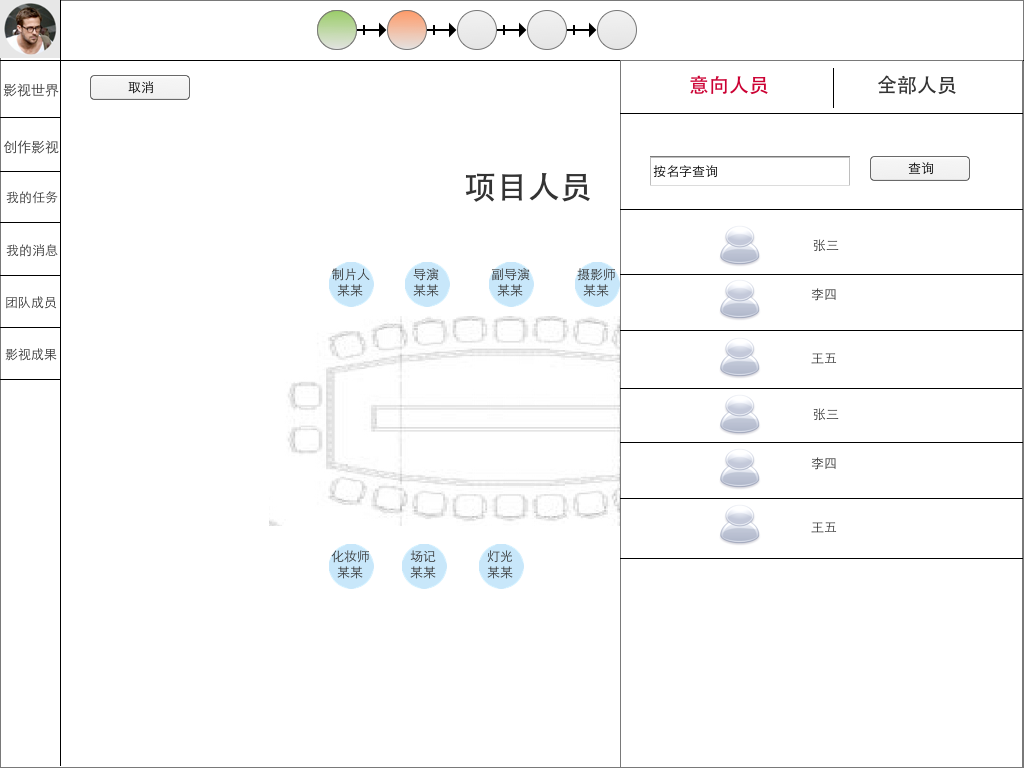 影视世界
创作影视
我的任务
我的消息
团队成员
影视成果
取消
项目人员
制片人
某某
导演
某某
副导演
某某
摄影师
某某
化妆师
某某
场记
某某
灯光
某某
意向人员
全部人员
按名字查询
查询
张三
李四
王五
张三
李四
王五